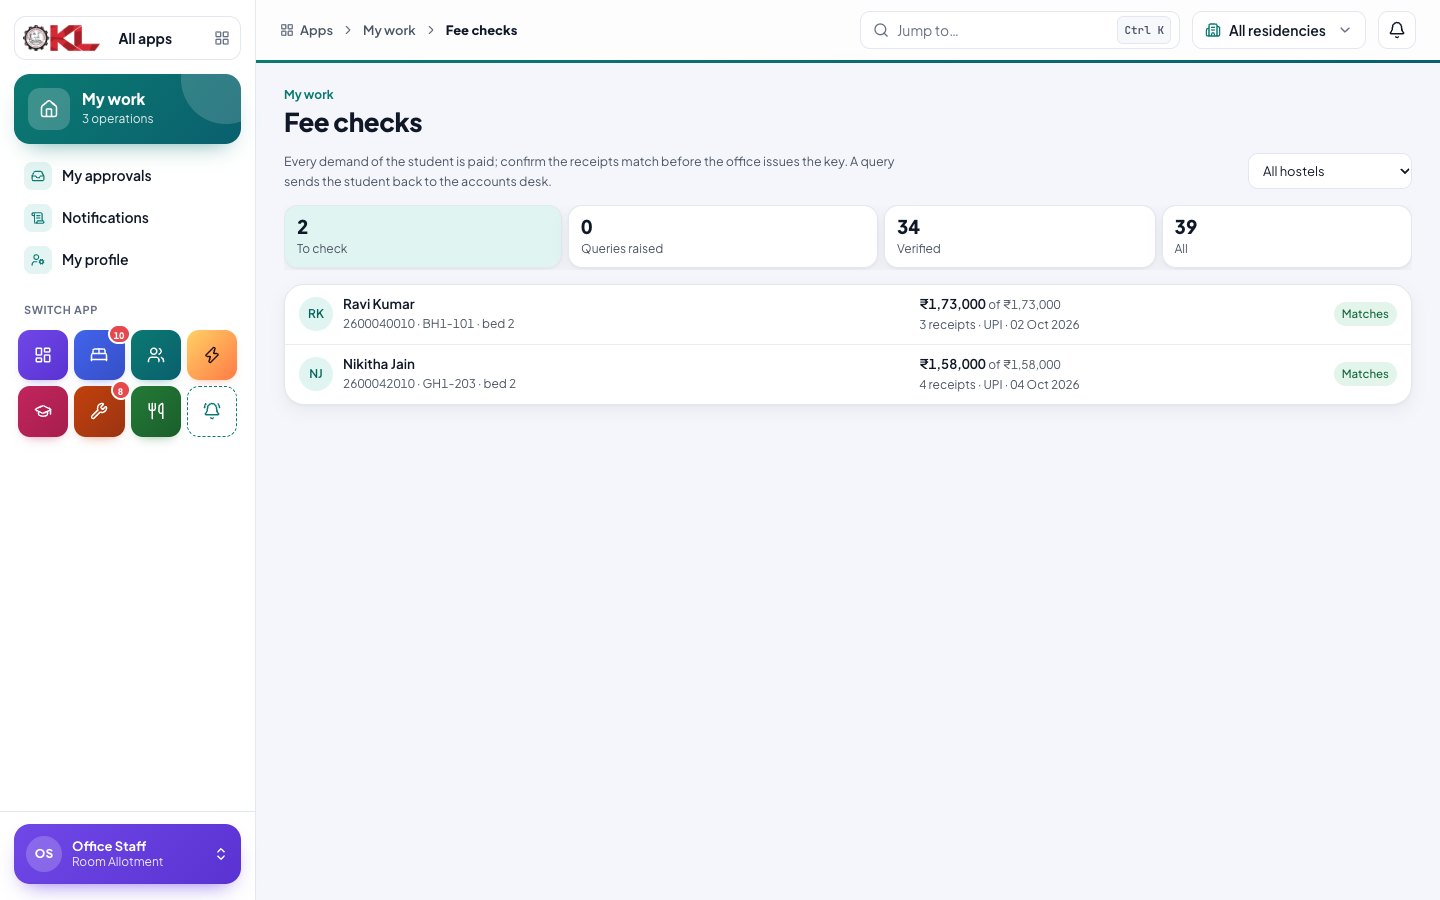 KL
All apps
My work
3 operations
My approvals
Notifications
My profile
SWITCH APP
10
8
OS
Office Staff
Room Allotment
Apps
My work
Fee checks
Jump to...
Ctrl K
All residencies
My work
Fee checks
Every demand of the student is paid; confirm the receipts match before the office issues the key. A query
sends the student back to the accounts desk.
All hostels
2
To check
0
Queries raised
34
Verified
39
All
RK
Ravi Kumar
2600040010 · BH1-101 · bed 2
₹1,73,000 of ₹1,73,000
3 receipts · UPI · 02 Oct 2026
Matches
NJ
Nikitha Jain
2600042010 · GH1-203 · bed 2
₹1,58,000 of ₹1,58,000
4 receipts · UPI · 04 Oct 2026
Matches